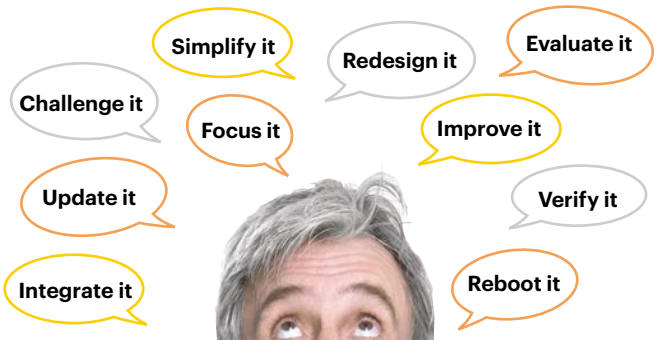 Simplify it
Redesign it
Evaluate it
Challenge it
Focus it
Improve it
Update it
Verify it
Integrate it
Reboot it